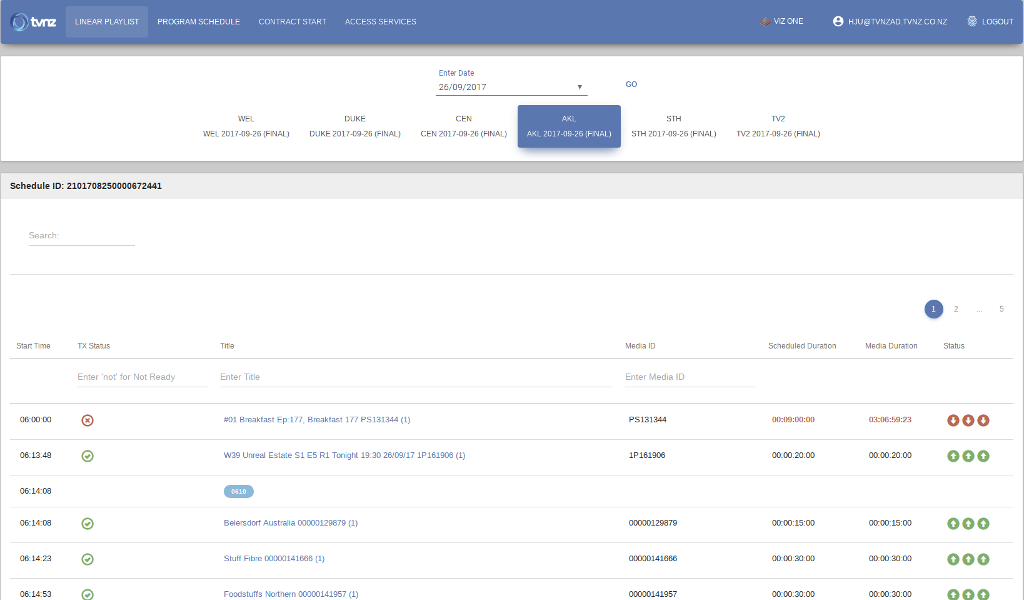 tvnz LINEAR PLAYLIST PROGRAM SCHEDULE CONTRACT START ACCESS SERVICES VIZ ONE HJU@TVNZAD.TVNZ.CO.NZ LOGOUT
Enter Date
26/09/2017 GO
WEL DUKE CEN AKL STH TV2
WEL 2017-09-26 (FINAL) DUKE 2017-09-26 (FINAL) CEN 2017-09-26 (FINAL) AKL 2017-09-26 (FINAL) STH 2017-09-26 (FINAL) TV2 2017-09-26 (FINAL)
Schedule ID: 2101708250000672441
Search:
1 2 ... 5
Start Time TX Status Title Media ID Scheduled Duration Media Duration Status
Enter 'not' for Not Ready Enter Title Enter Media ID
06:00:00 #01 Breakfast Ep:177, Breakfast 177 PS131344 (1) PS131344 00:09:00:00 03:06:59:23
06:13:48 W39 Unreal Estate S1 E5 R1 Tonight 19:30 26/09/17 1P161906 (1) 1P161906 00:00:20:00 00:00:20:00
06:14:08 0610
06:14:08 Beiersdorf Australia 00000129879 (1) 00000129879 00:00:15:00 00:00:15:00
06:14:23 Stuff Fibre 00000141666 (1) 00000141666 00:00:30:00 00:00:30:00
06:14:53 Foodstuffs Northern 00000141957 (1) 00000141957 00:00:30:00 00:00:30:00